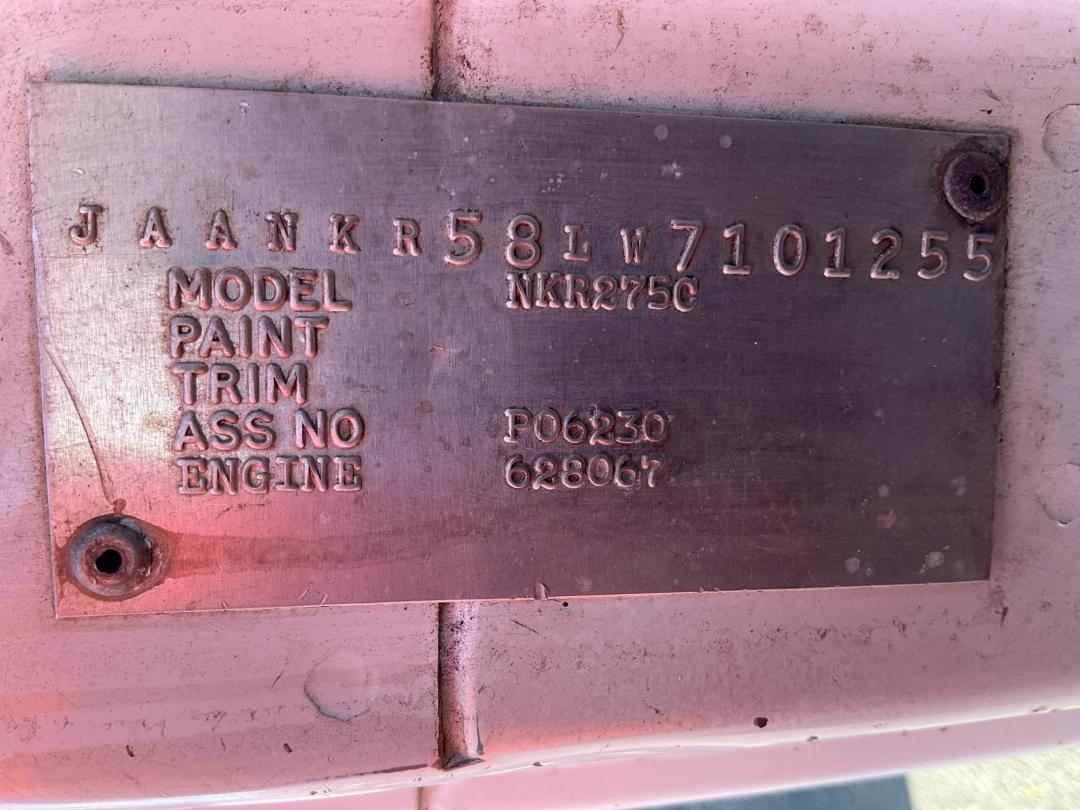 JAANKR58LW7101255
MODEL NKR275C
PAINT
TRIM
ASS NO P06230
ENGINE 628067